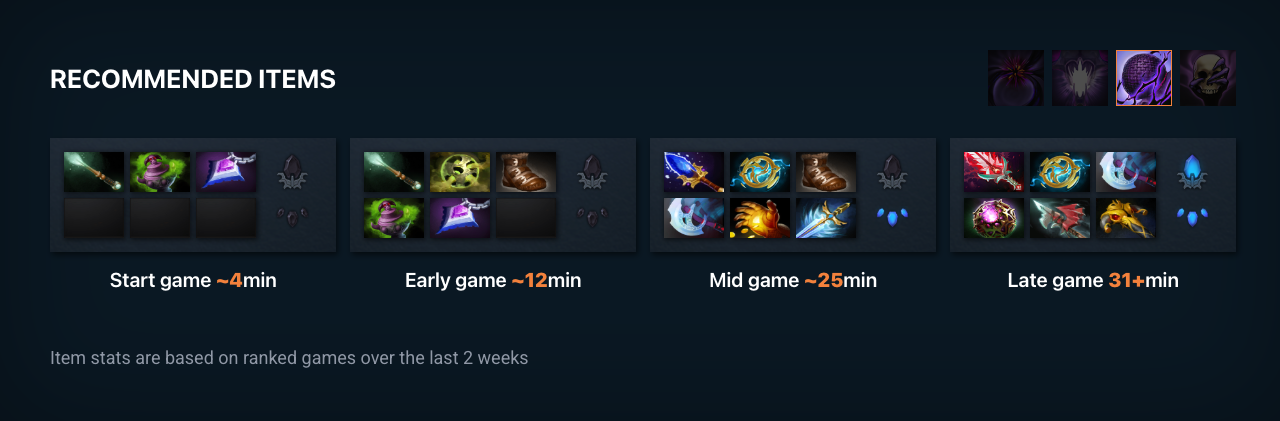 RECOMMENDED ITEMS
Start game ~4min
Early game ~12min
Mid game ~25min
Late game 31+min
Item stats are based on ranked games over the last 2 weeks